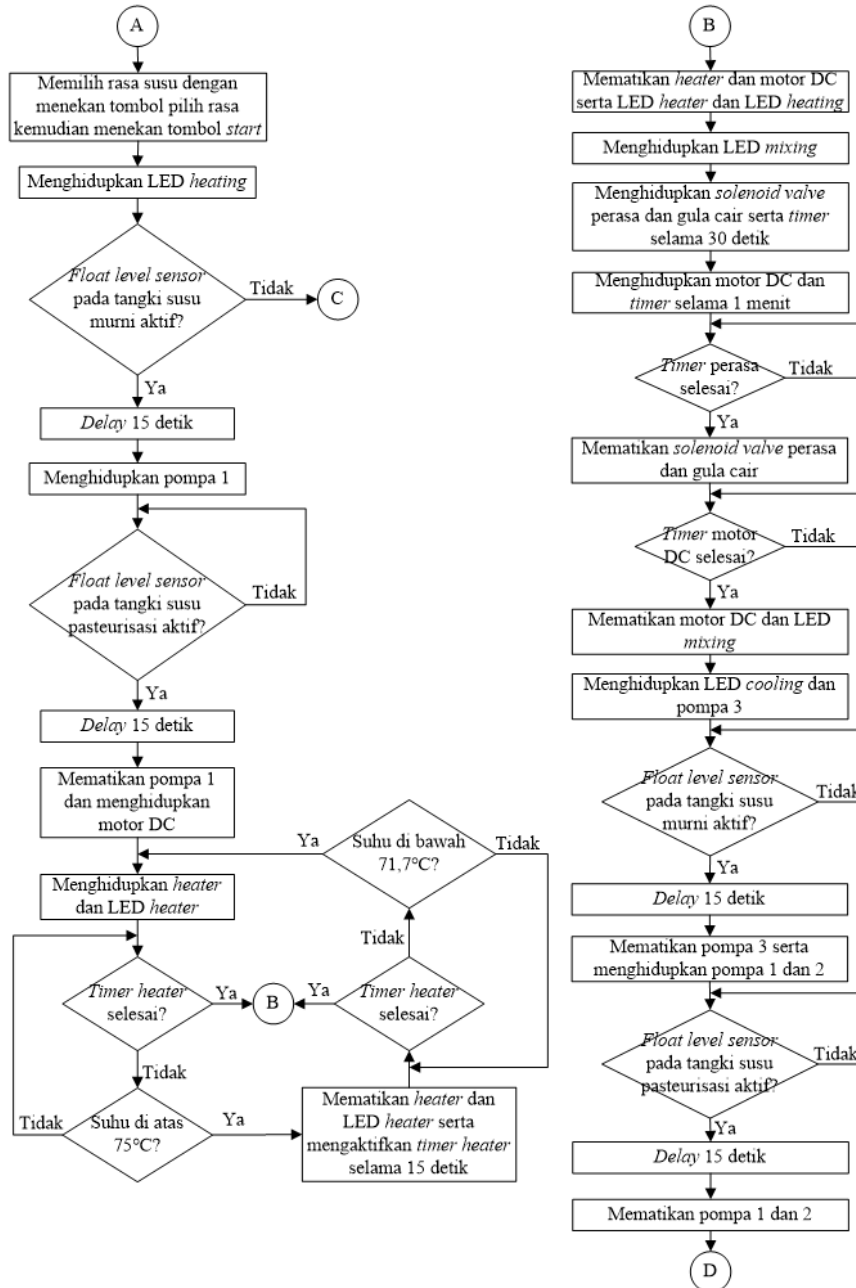 A
Memilih rasa susu dengan
menekan tombol pilih rasa
kemudian menekan tombol start
Menghidupkan LED heating
Float level sensor
pada tangki susu
murni aktif?
Tidak
C
Ya
Delay 15 detik
Menghidupkan pompa 1
Float level sensor
pada tangki susu
pasteurisasi aktif?
Tidak
Ya
Delay 15 detik
Mematikan pompa 1
dan menghidupkan
motor DC
Menghidupkan heater
dan LED heater
Timer heater
selesai?
Ya
B
Tidak
Suhu di atas
75°C?
Tidak
Ya
Mematikan heater dan
LED heater serta
mengaktifkan timer heater
selama 15 detik
Timer heater
selesai?
Ya
Tidak
Suhu di bawah
71,7°C?
Ya
Tidak
B
Mematikan heater dan motor DC
serta LED heater dan LED heating
Menghidupkan LED mixing
Menghidupkan solenoid valve
perasa dan gula cair serta timer
selama 30 detik
Menghidupkan motor DC dan
timer selama 1 menit
Timer perasa
selesai?
Tidak
Ya
Mematikan solenoid valve perasa
dan gula cair
Timer motor
DC selesai?
Tidak
Ya
Mematikan motor DC dan LED
mixing
Menghidupkan LED cooling dan
pompa 3
Float level sensor
pada tangki susu
murni aktif?
Tidak
Ya
Delay 15 detik
Mematikan pompa 3 serta
menghidupkan pompa 1 dan 2
Float level sensor
pada tangki susu
pasteurisasi aktif?
Tidak
Ya
Delay 15 detik
Mematikan pompa 1 dan 2
D